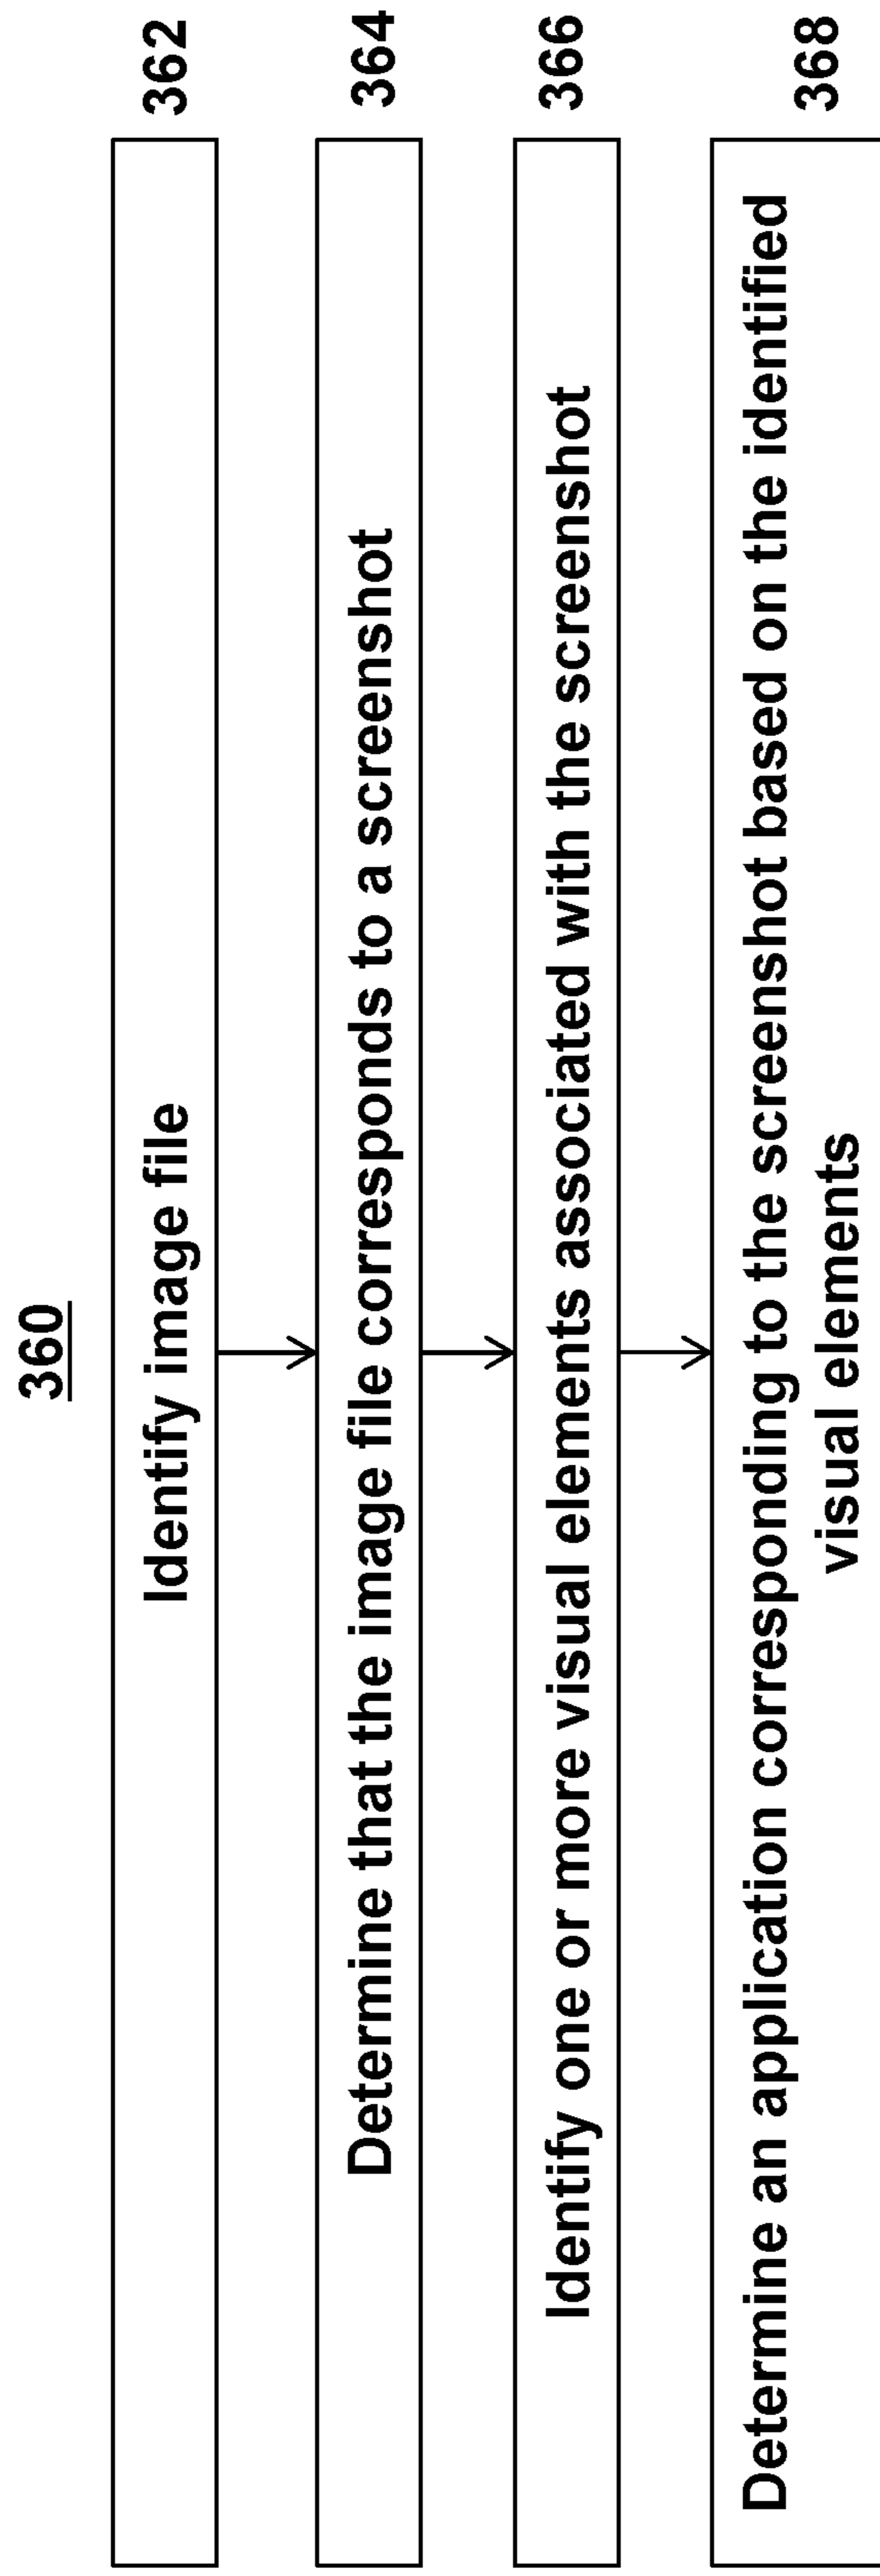 360
Identify image file
362
Determine that the image file corresponds to a screenshot
364
Identify one or more visual elements associated with the screenshot
366
Determine an application corresponding to the screenshot based on the identified
visual elements
368